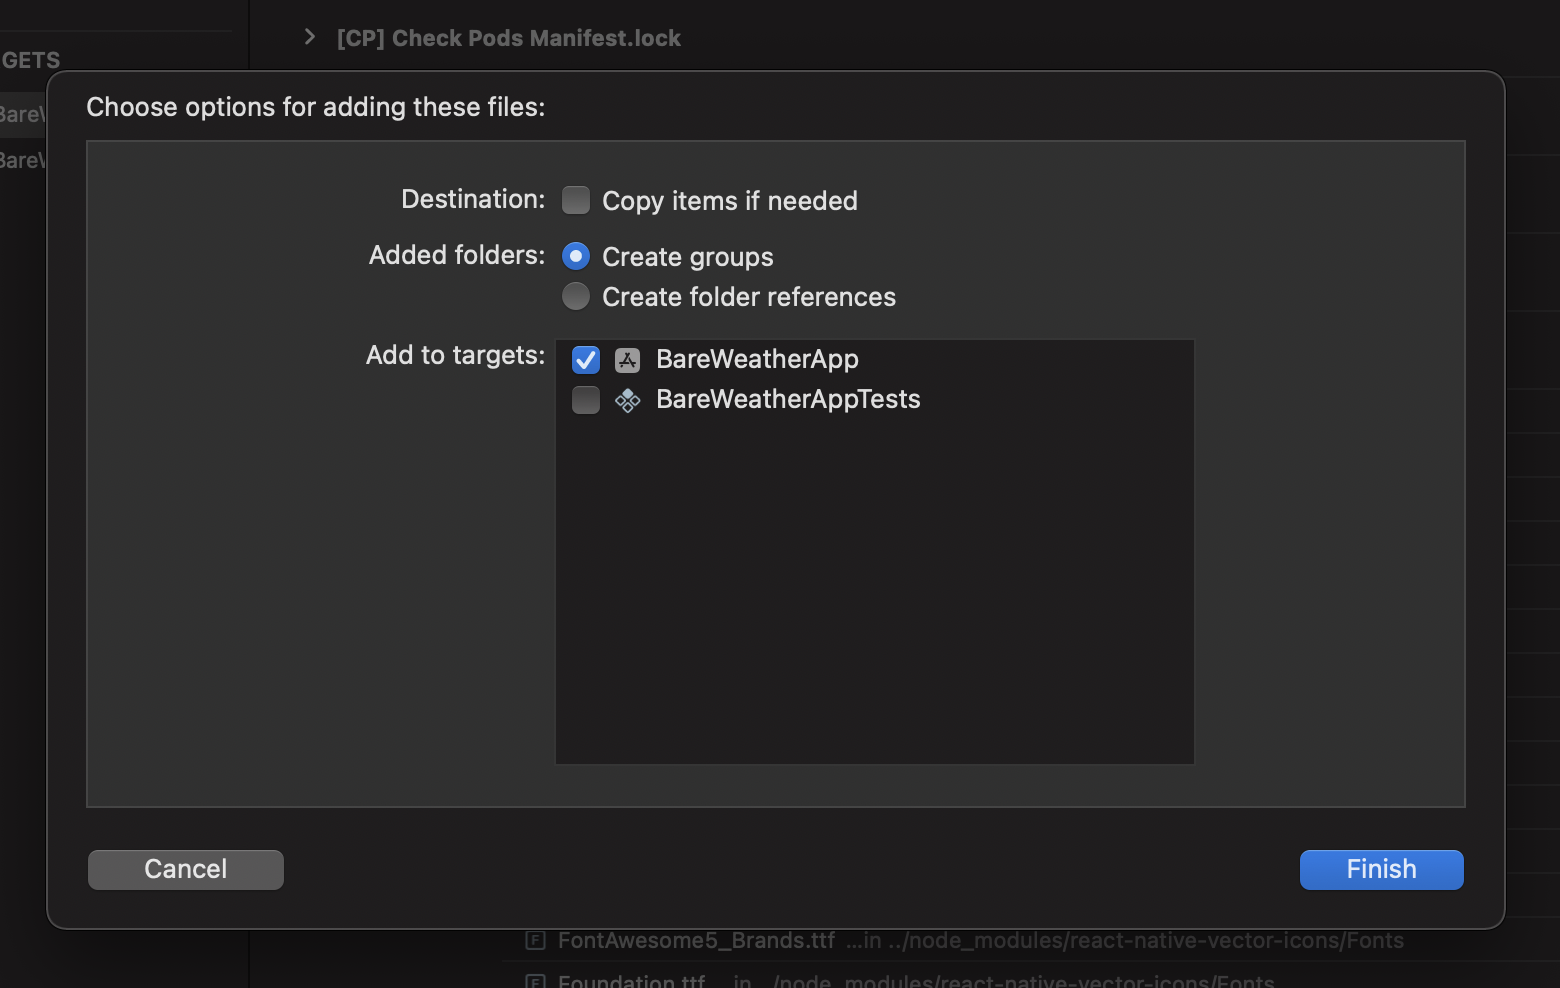 [CP] Check Pods Manifest.lock
GETS
Choose options for adding these files:
Destination: Copy items if needed
Added folders: Create groups
Create folder references
Add to targets: BareWeatherApp
BareWeatherAppTests
Cancel Finish
FontAwesome5_Brands.ttf ...in ../node_modules/react-native-vector-icons/Fonts
Foundation.ttf ...in ../node_modules/react-native-vector-icons/Fonts